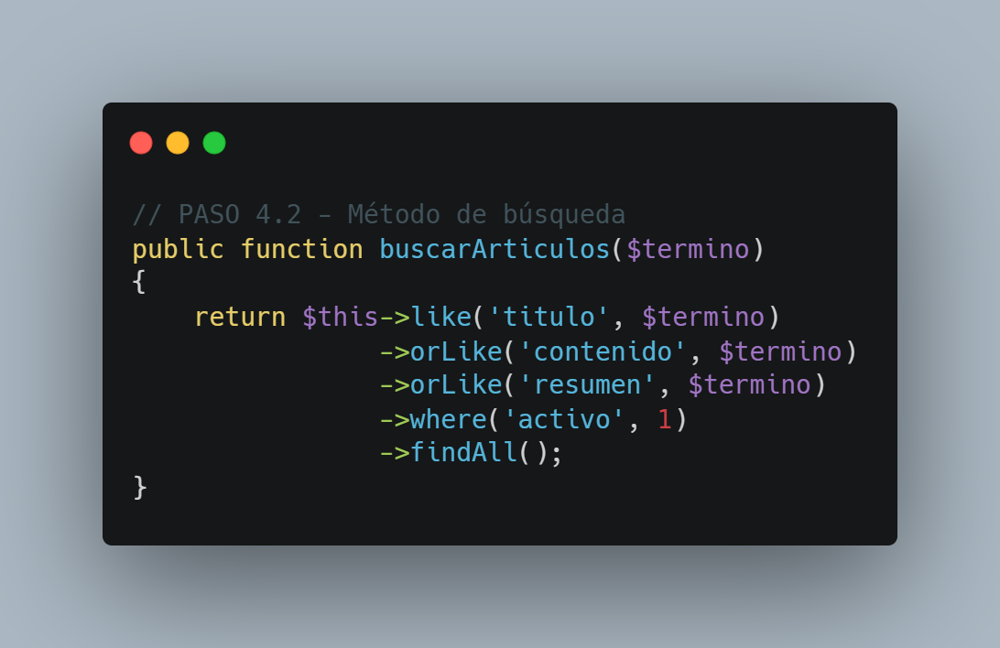 // PASO 4.2 - Método de búsqueda
public function buscarArticulos($termino)
{
    return $this->like('titulo', $termino)
                ->orLike('contenido', $termino)
                ->orLike('resumen', $termino)
                ->where('activo', 1)
                ->findAll();
}